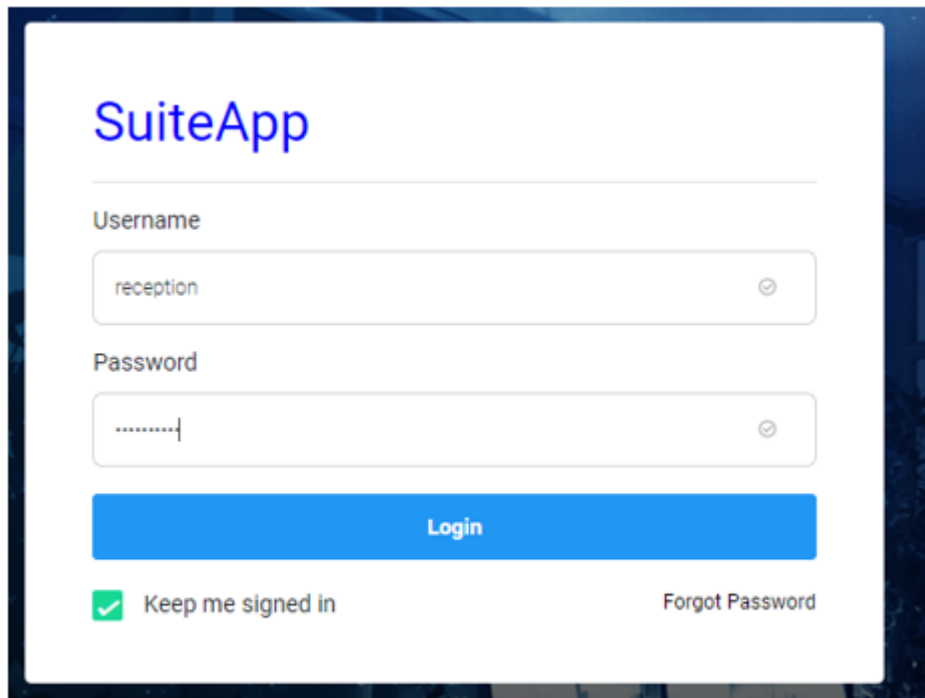 SuiteApp
Username
reception
Password
Login
Keep me signed in
Forgot Password